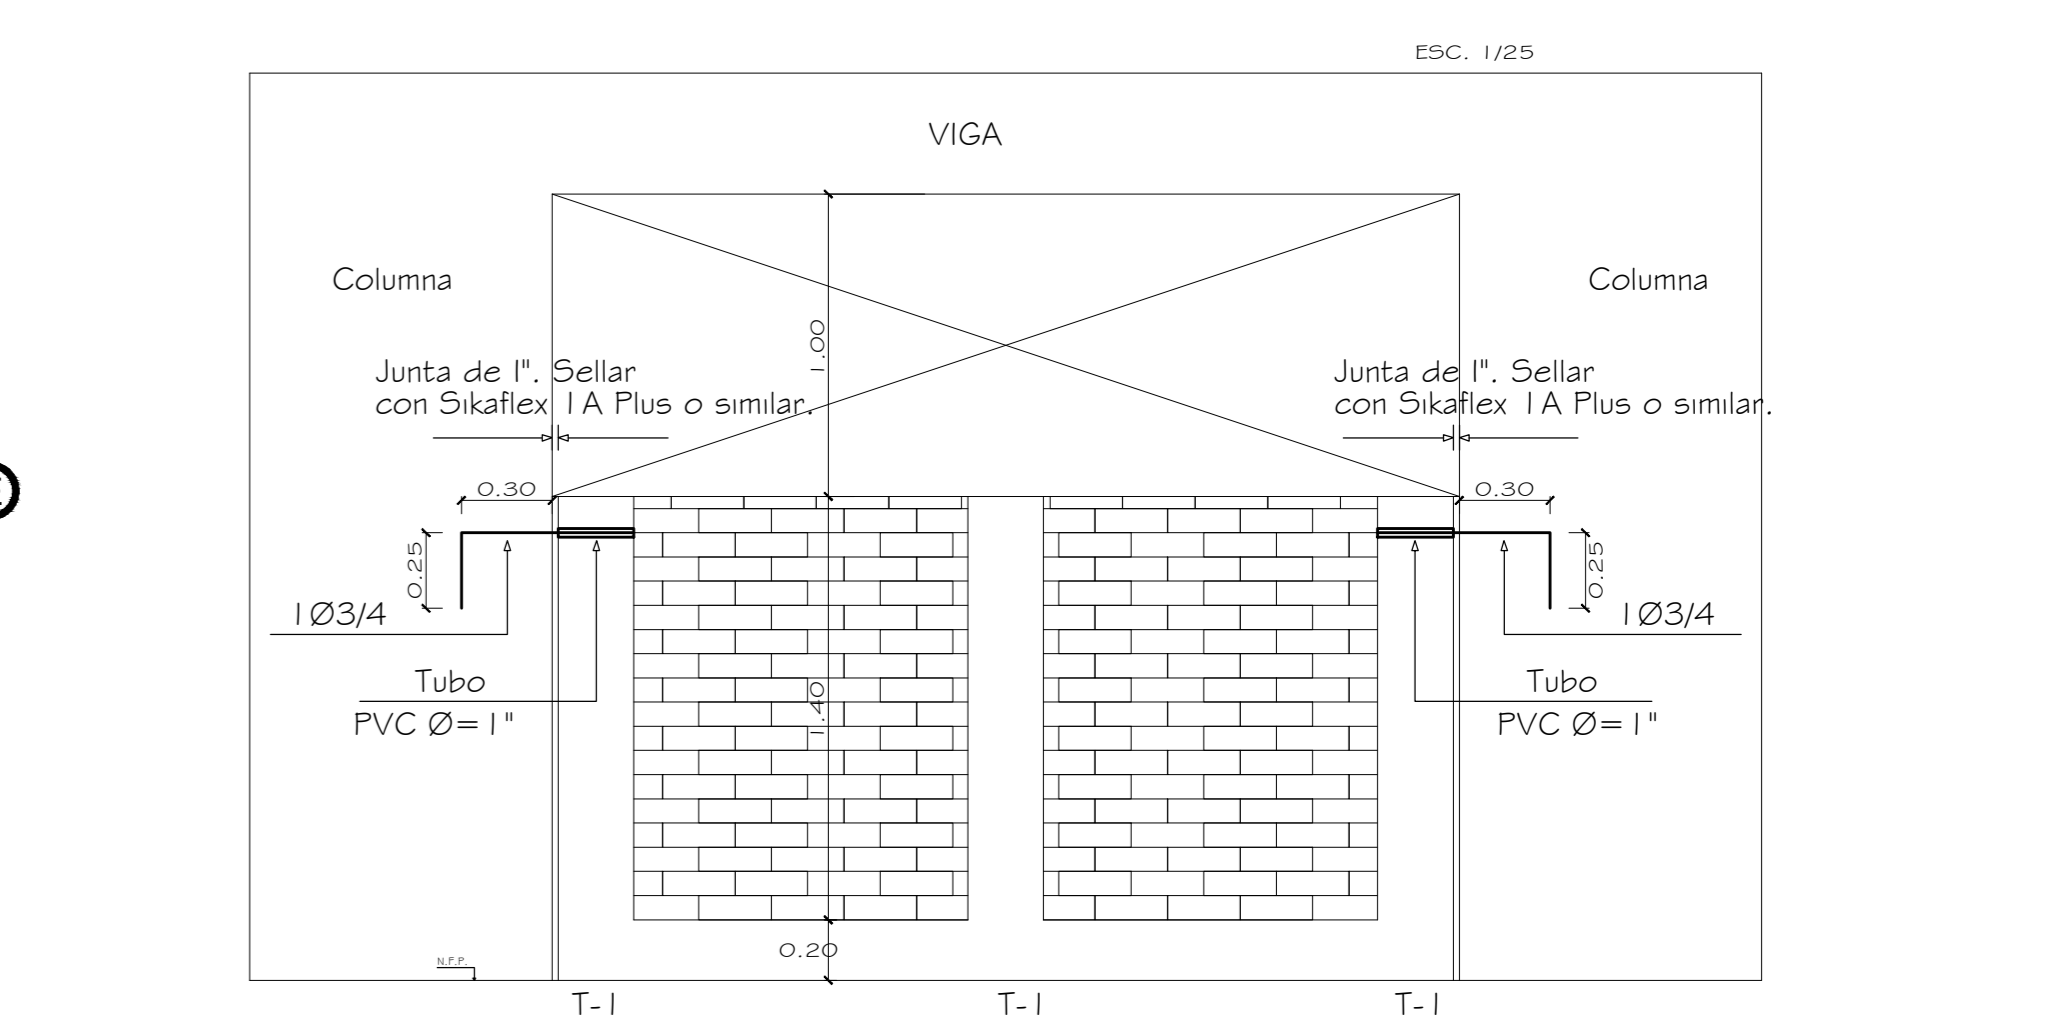 ESC. 1/25
VIGA
Columna
Columna
1.00
Junta de 1". Sellar
con Sikaflex 1A Plus o similar.
Junta de 1". Sellar
con Sikaflex 1A Plus o similar.
0.30
0.30
0.25
0.25
1Ø3/4
1Ø3/4
Tubo
PVC Ø=1"
1.40
Tubo
PVC Ø=1"
0.20
N.F.P.
T-1
T-1
T-1